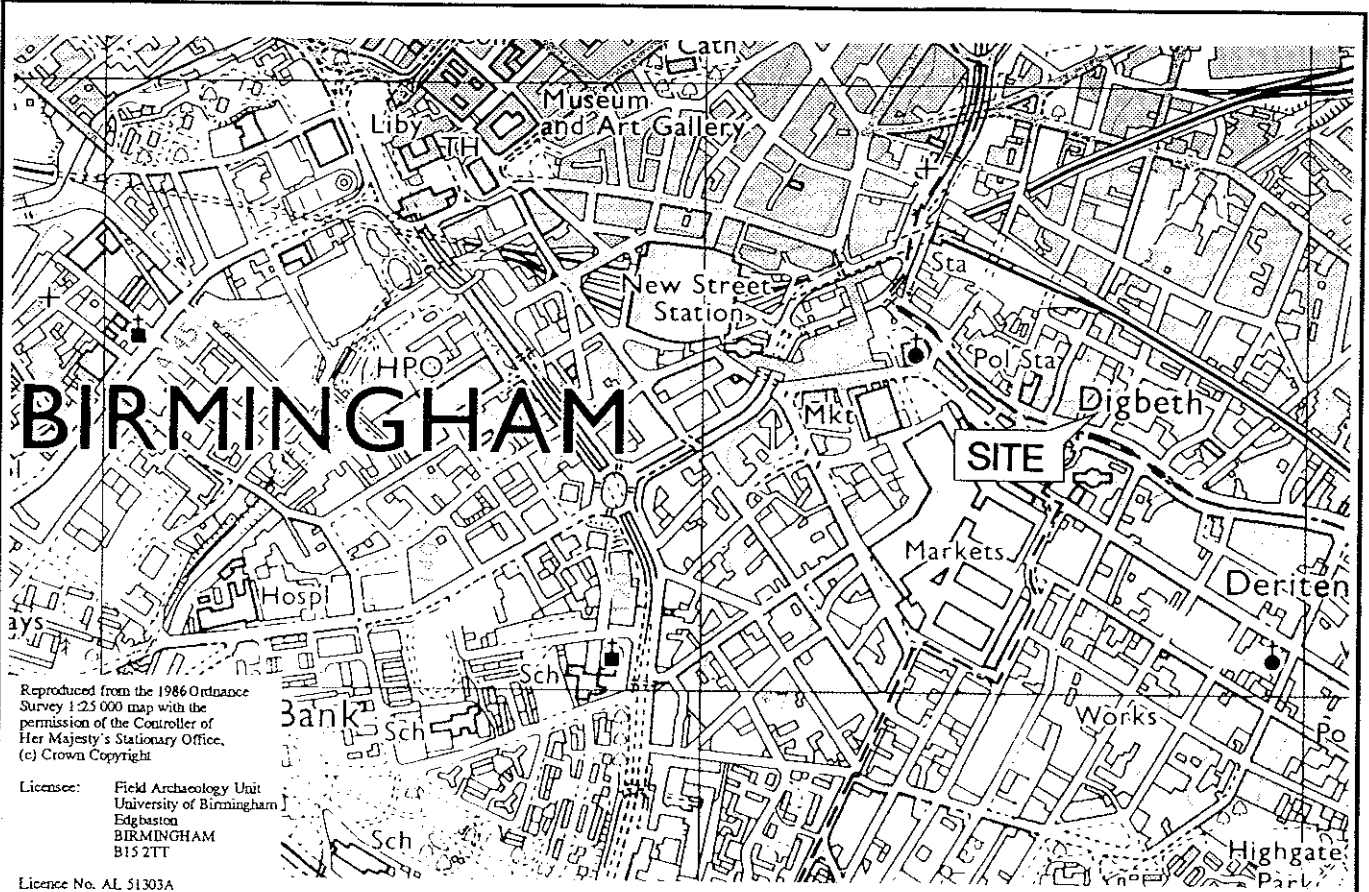 Cath
Museum
and Art Gallery
Liby
TH
Sta
New Street
Station
Pol Sta
HPO
BIRMINGHAM
Digbeth
Mkt
SITE
Markets
Deriten
Hospl
ays
Sch
Bank
Sch
Works
Po
Sch
Highgate
Park
Reproduced from the 1986 Ordnance
Survey 1:25 000 map with the
permission of the Controller of
Her Majesty's Stationary Office,
(c) Crown Copyright
Licensee: Field Archaeology Unit
University of Birmingham
Edgbaston
BIRMINGHAM
B15 2TT
Licence No. AL 51303A